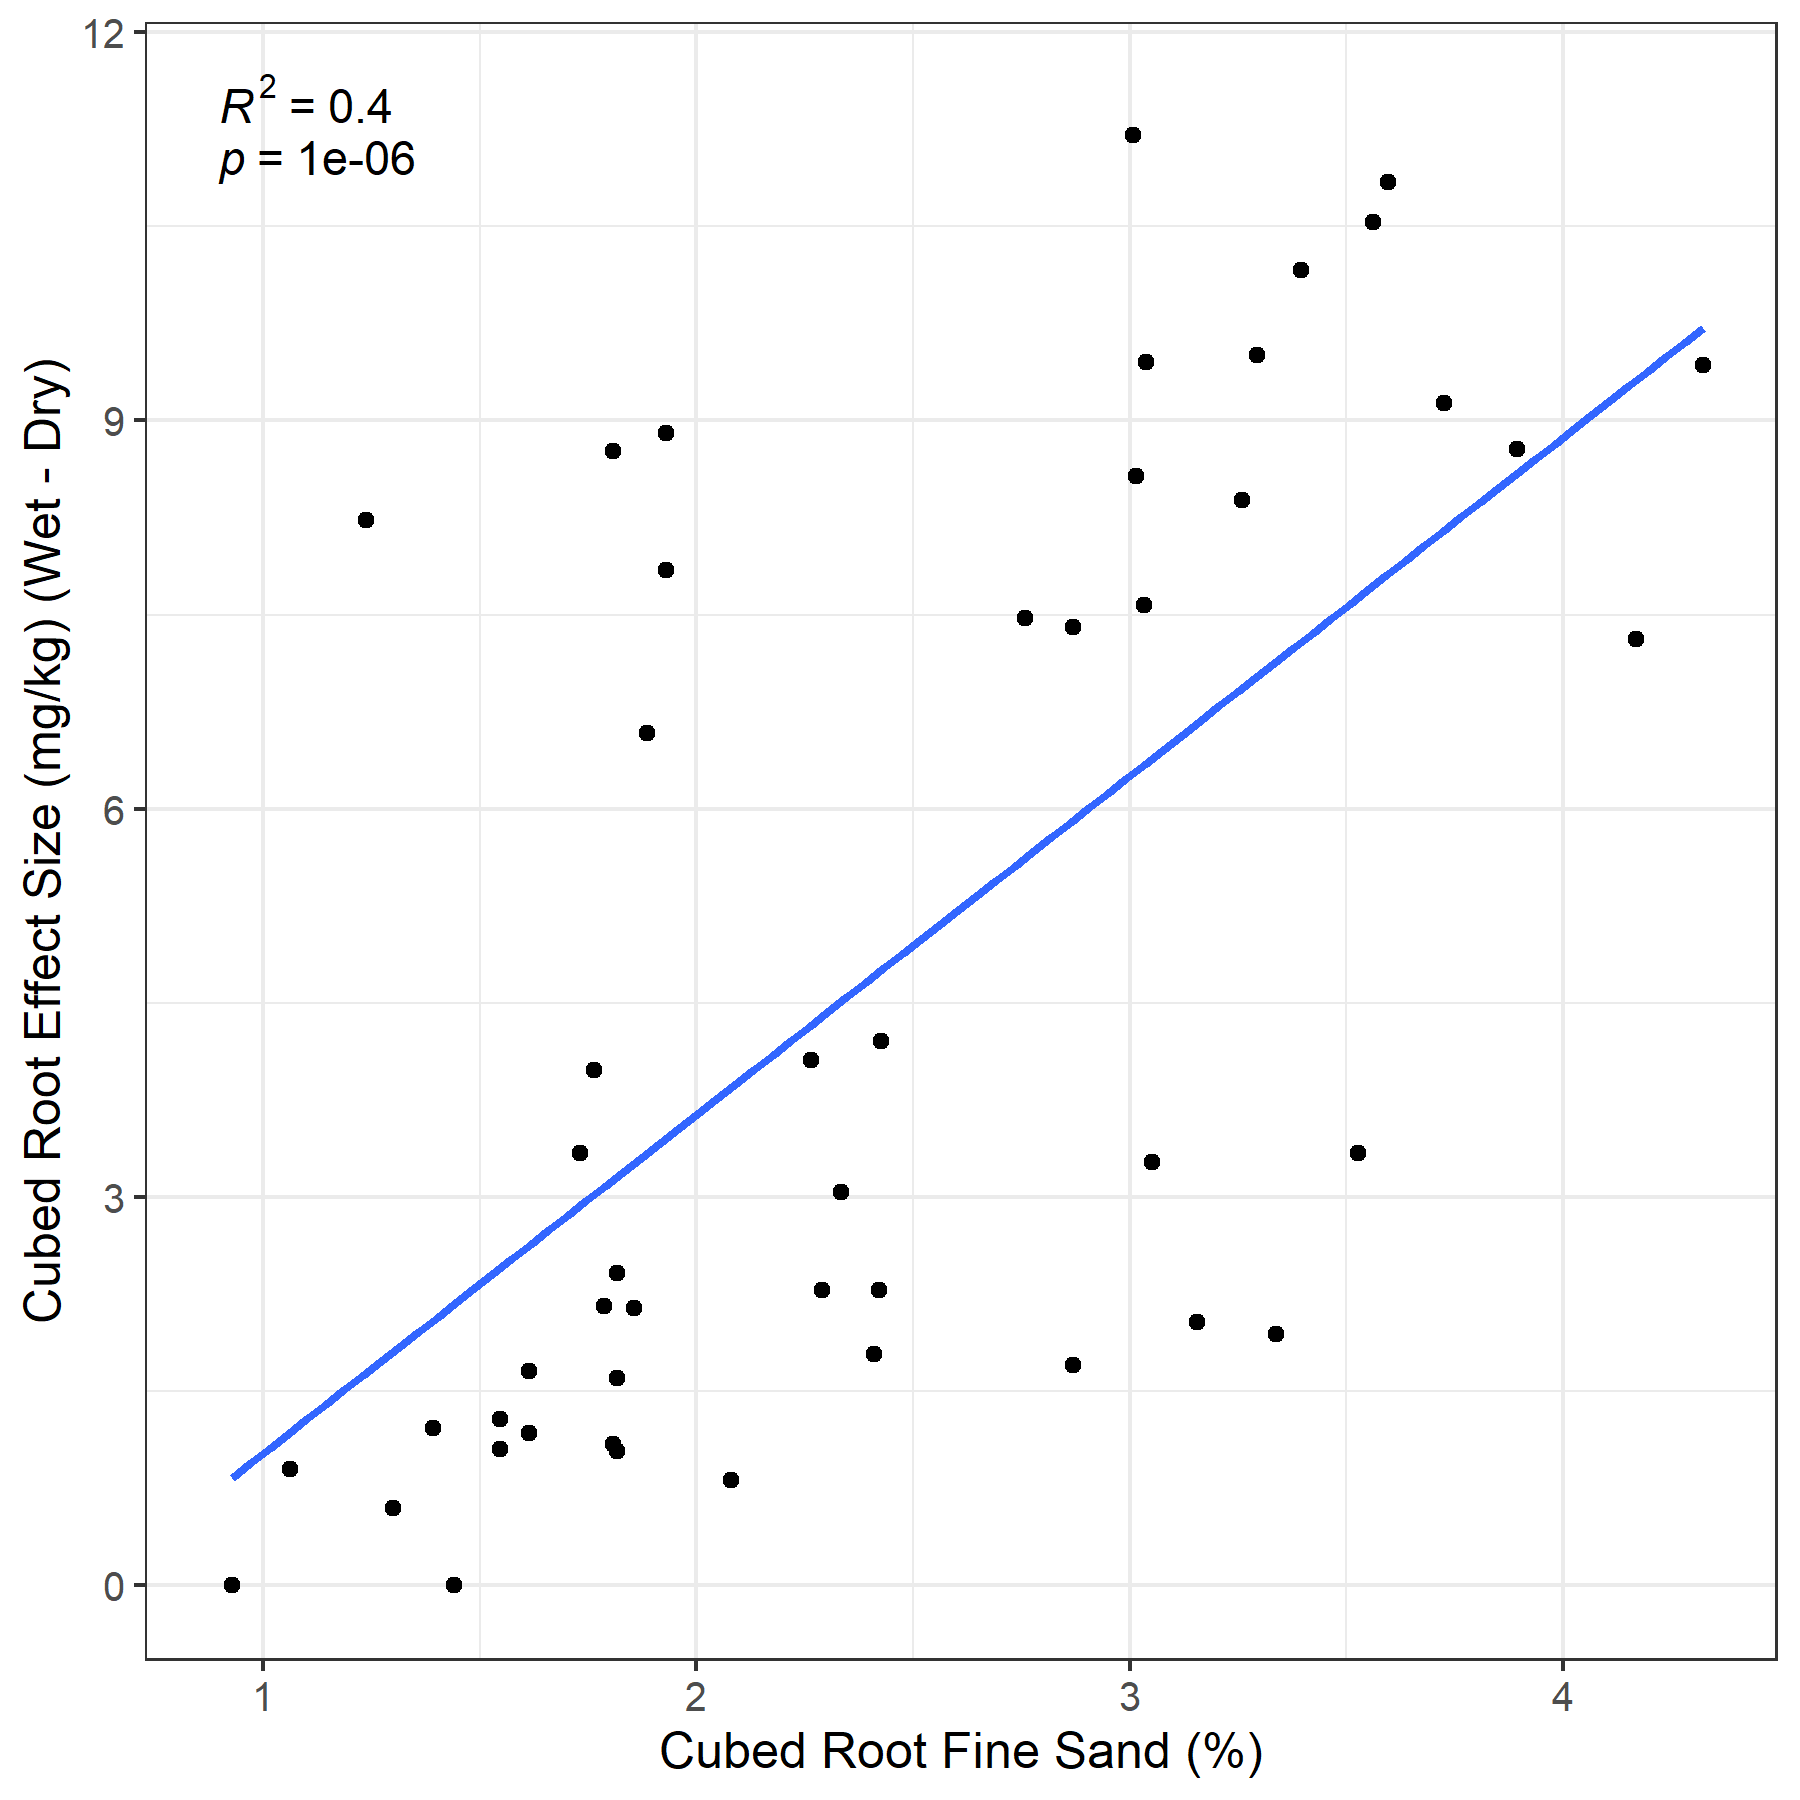 R² = 0.4
p = 1e-06
12
9
6
3
0
Cubed Root Effect Size (mg/kg) (Wet - Dry)
1 2 3 4
Cubed Root Fine Sand (%)